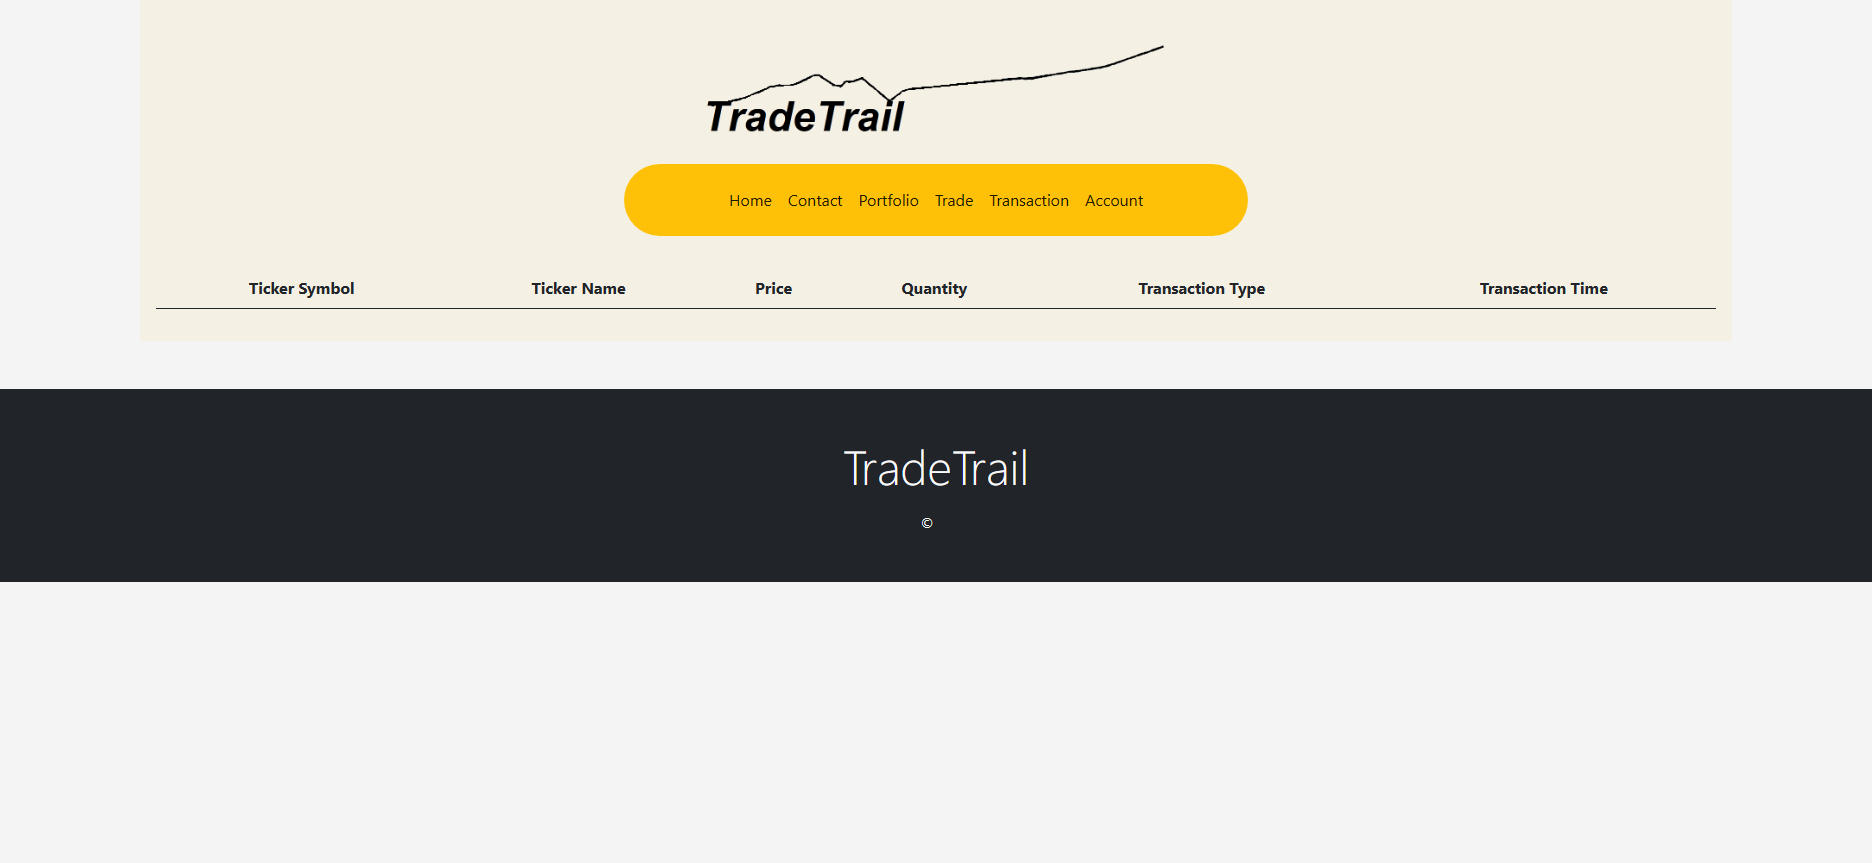 TradeTrail
Home Contact Portfolio Trade Transaction Account
Ticker Symbol Ticker Name Price Quantity Transaction Type Transaction Time
TradeTrail
©